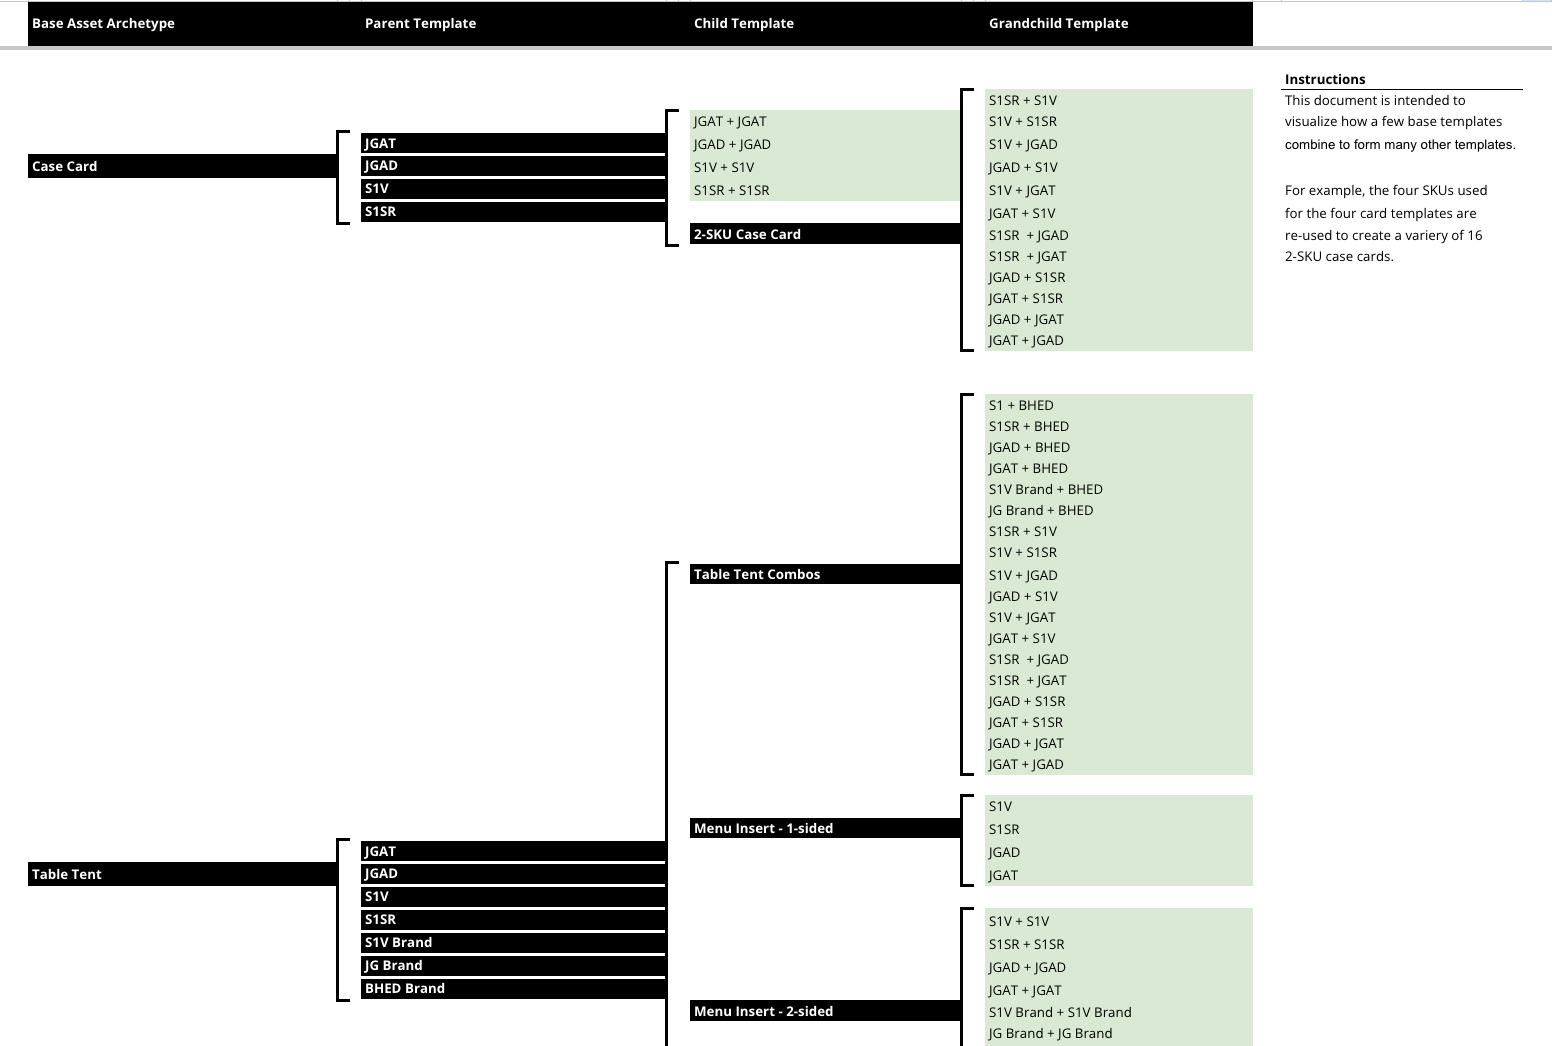 Base Asset Archetype
Parent Template
Child Template
Grandchild Template
Case Card
JGAT
JGAD
S1V
S1SR
JGAT + JGAT
JGAD + JGAD
S1V + S1V
S1SR + S1SR
2-SKU Case Card
S1SR + S1V
S1V + S1SR
S1V + JGAD
JGAD + S1V
S1V + JGAT
JGAT + S1V
S1SR  + JGAD
S1SR  + JGAT
JGAD + S1SR
JGAT + S1SR
JGAD + JGAT
JGAT + JGAD
Instructions
This document is intended to
visualize how a few base templates
combine to form many other templates.
For example, the four SKUs used
for the four card templates are
re-used to create a variery of 16
2-SKU case cards.
Table Tent
JGAT
JGAD
S1V
S1SR
S1V Brand
JG Brand
BHED Brand
Table Tent Combos
S1 + BHED
S1SR + BHED
JGAD + BHED
JGAT + BHED
S1V Brand + BHED
JG Brand + BHED
S1SR + S1V
S1V + S1SR
S1V + JGAD
JGAD + S1V
S1V + JGAT
JGAT + S1V
S1SR  + JGAD
S1SR  + JGAT
JGAD + S1SR
JGAT + S1SR
JGAD + JGAT
JGAT + JGAD
Menu Insert - 1-sided
S1V
S1SR
JGAD
JGAT
Menu Insert - 2-sided
S1V + S1V
S1SR + S1SR
JGAD + JGAD
JGAT + JGAT
S1V Brand + S1V Brand
JG Brand + JG Brand